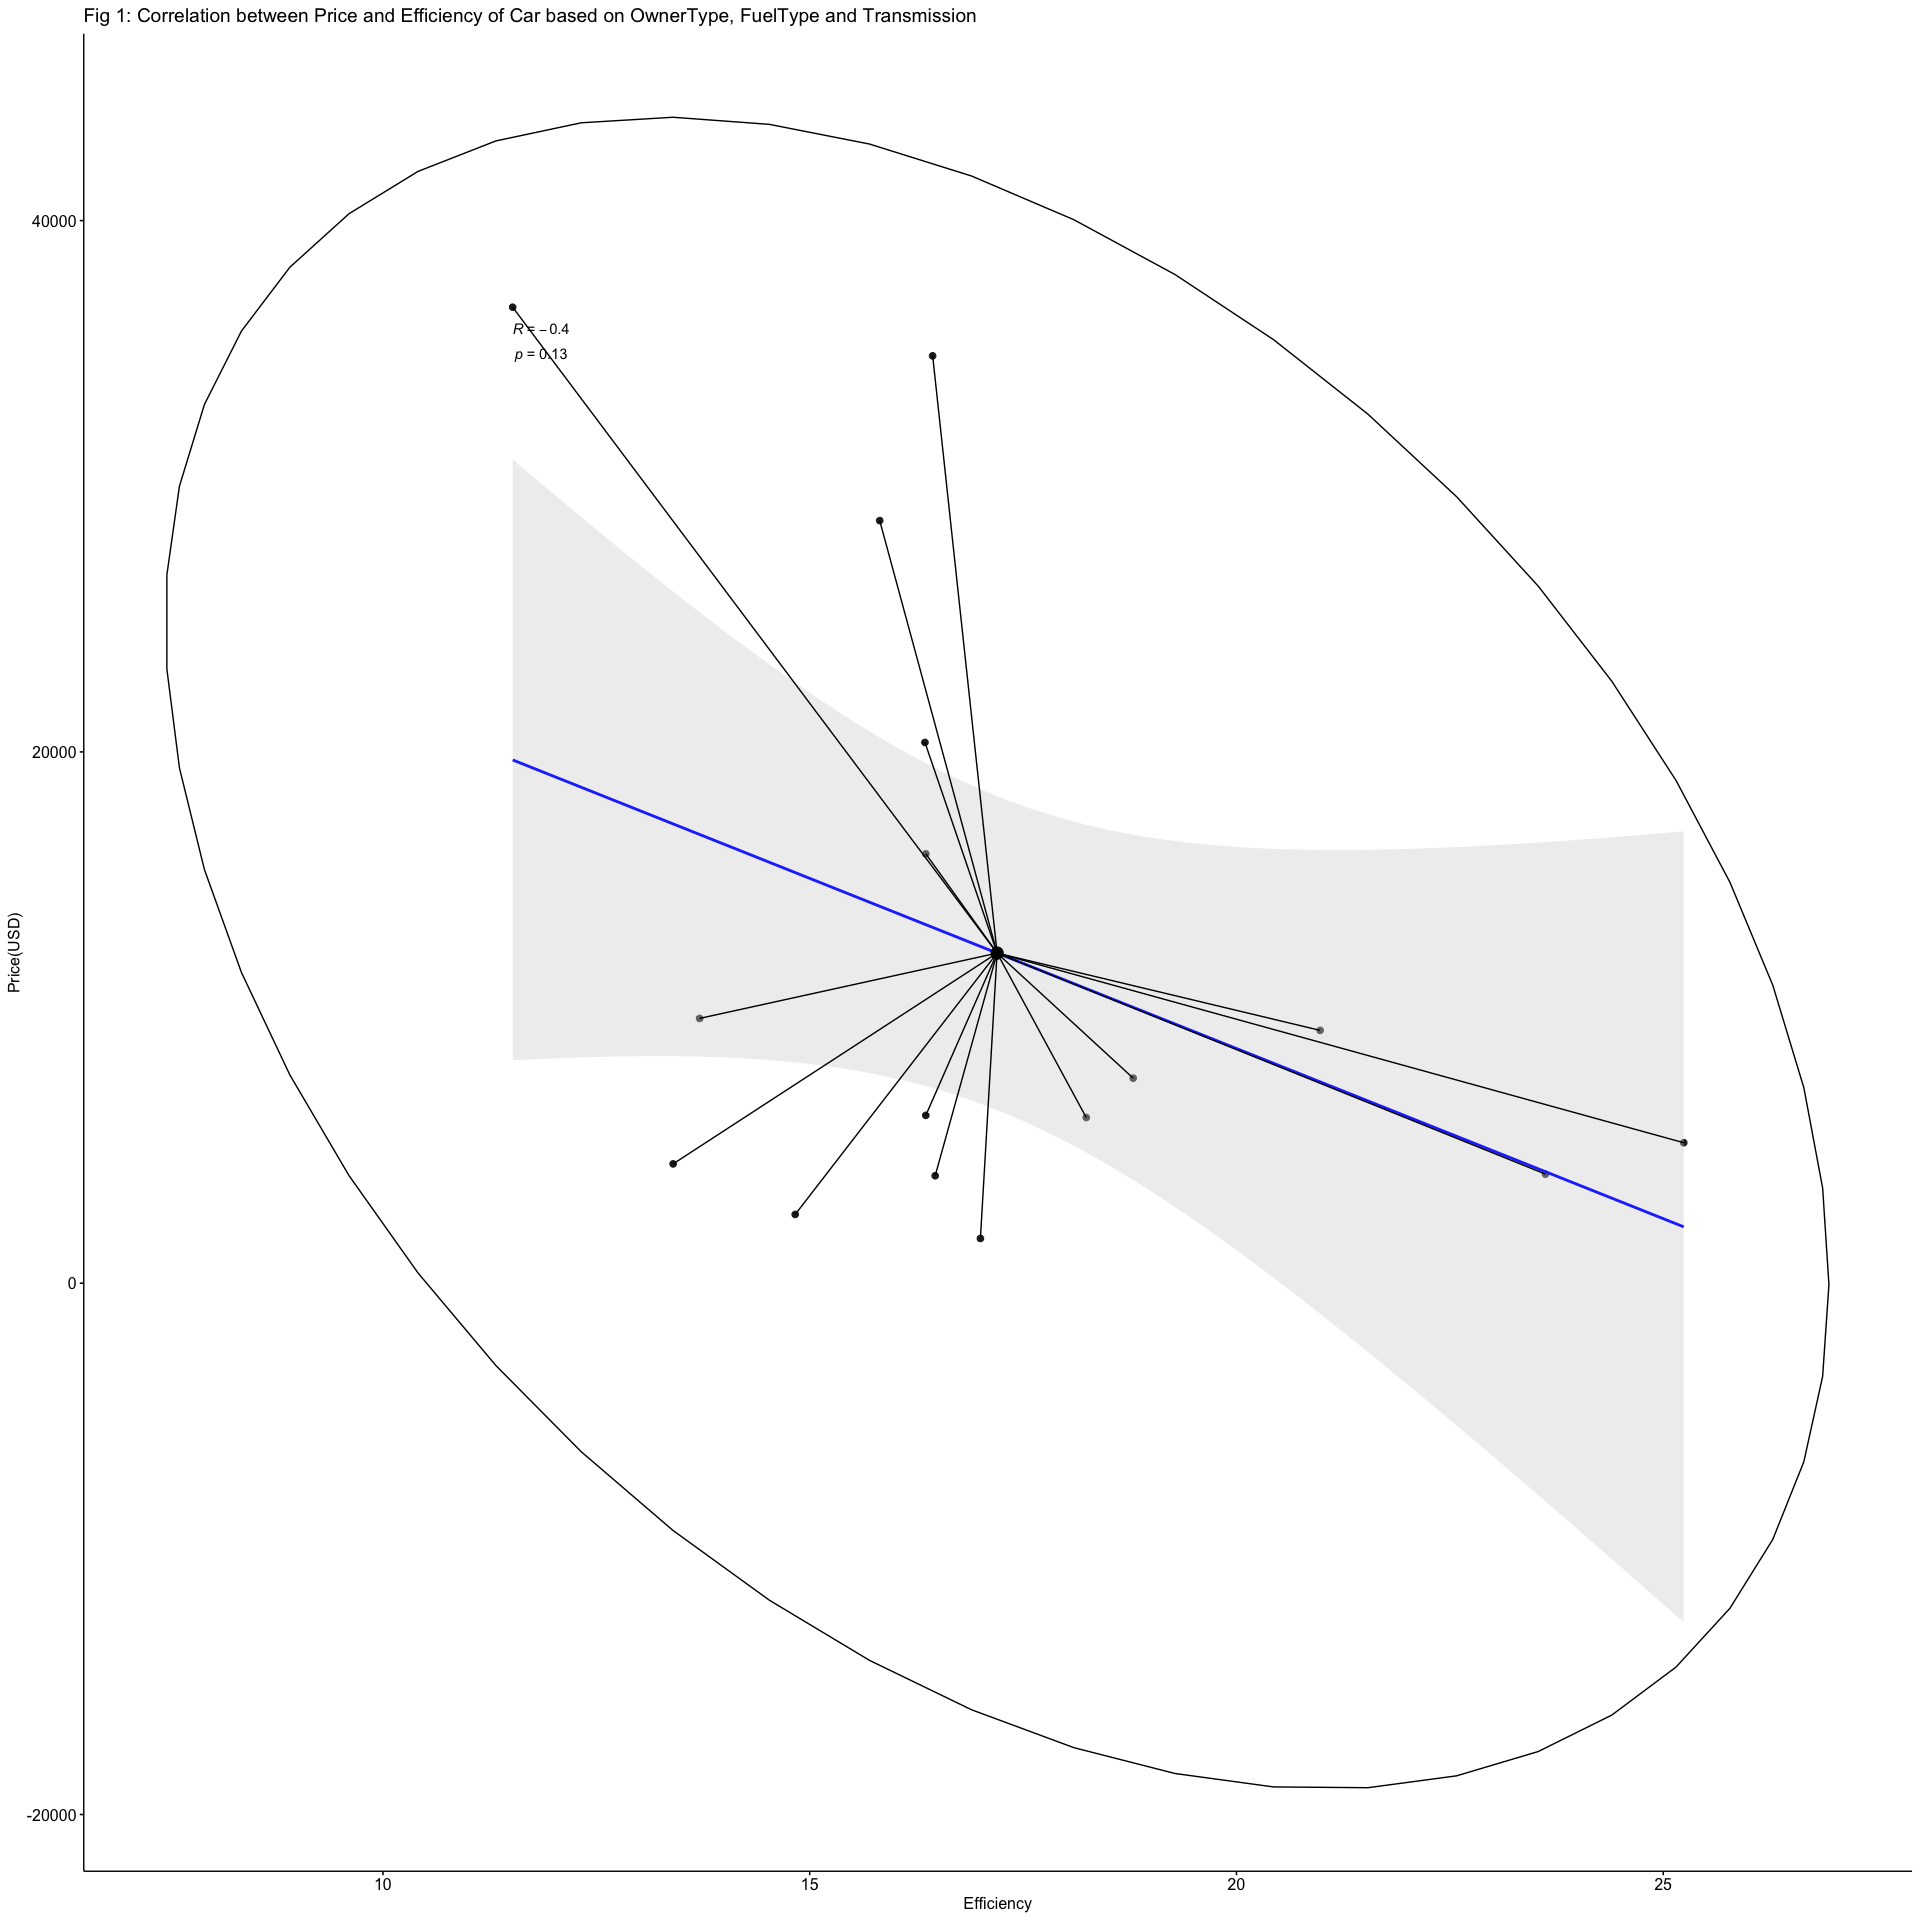 Fig 1: Correlation between Price and Efficiency of Car based on OwnerType, FuelType and Transmission
40000
R = − 0.4
p = 0.13
20000
Price(USD)
0
-20000
10 15 20 25
Efficiency